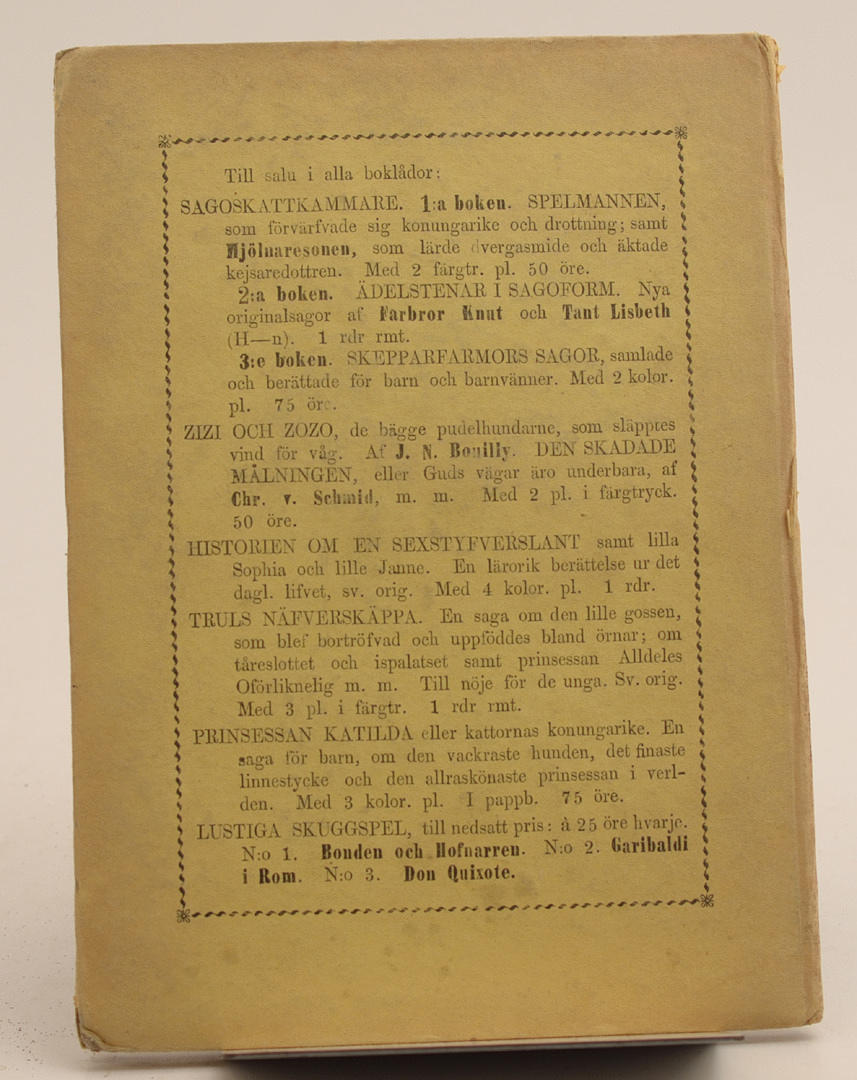 Till salu i alla boklådor:
SAGOSKATTKAMMARE. 1:a boken. SPELMANNEN,
som förvärfvade sig konungarike och drottning; samt
Mjölnaresonen, som lärde dvergasmide och äktade
kejsaredottren. Med 2 färgtr. pl. 50 öre.
2:a boken. ÄDELSTENAR I SAGOFORM. Nya
originalsagor af Farbror Knut och Tant Lisbeth
(H—n). 1 rdr rmt.
3:e boken. SKEPPARFARMORS SAGOR, samlade
och berättade för barn och barnvänner. Med 2 kolor.
pl. 75 öre.
ZIZI OCH ZOZO, de bägge pudelhundarne, som släpptes
vind för våg. Af J. N. Bouilly. DEN SKADADE
MÅLNINGEN, eller Guds vägar äro underbara, af
Chr. v. Schmid, m. m. Med 2 pl. i färgtryck.
50 öre.
HISTORIEN OM EN SEXSTYFVERSLANT samt lilla
Sophia och lille Janne. En lärorik berättelse ur det
dagl. lifvet, sv. orig. Med 4 kolor. pl. 1 rdr.
TRULS NÄFVERSKÄPPA. En saga om den lille gossen,
som blef bortröfvad och uppföddes bland örnar; om
tåreslottet och ispalatset samt prinsessan Alldeles
Oförliknelig m. m. Till nöje för de unga. Sv. orig.
Med 3 pl. i färgtr. 1 rdr rmt.
PRINSESSAN KATILDA eller kattornas konungarike. En
saga för barn, om den vackraste hunden, det finaste
linnestycke och den allraskönaste prinsessan i verl-
den. Med 3 kolor. pl. I pappb. 75 öre.
LUSTIGA SKUGGSPEL, till nedsatt pris: à 25 öre hvarje.
N:o 1. Bonden och Hofnarren. N:o 2. Garibaldi
i Rom. N:o 3. Don Quixote.